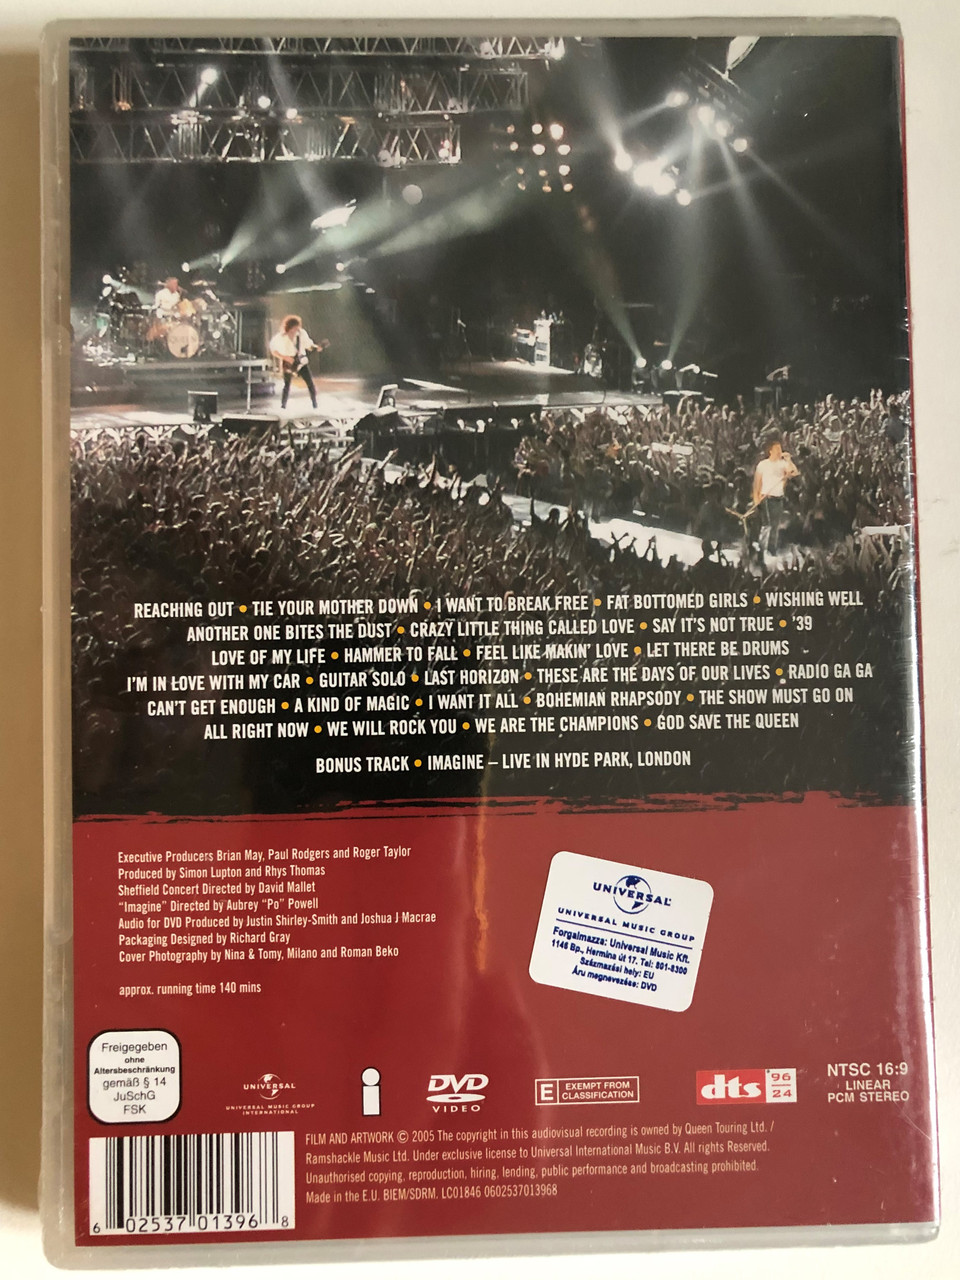 REACHING OUT • TIE YOUR MOTHER DOWN • I WANT TO BREAK FREE • FAT BOTTOMED GIRLS • WISHING WELL
ANOTHER ONE BITES THE DUST • CRAZY LITTLE THING CALLED LOVE • SAY IT'S NOT TRUE • '39
LOVE OF MY LIFE • HAMMER TO FALL • FEEL LIKE MAKIN' LOVE • LET THERE BE DRUMS
I'M IN LOVE WITH MY CAR • GUITAR SOLO • LAST HORIZON • THESE ARE THE DAYS OF OUR LIVES • RADIO GA GA
CAN'T GET ENOUGH • A KIND OF MAGIC • I WANT IT ALL • BOHEMIAN RHAPSODY • THE SHOW MUST GO ON
ALL RIGHT NOW • WE WILL ROCK YOU • WE ARE THE CHAMPIONS • GOD SAVE THE QUEEN
BONUS TRACK • IMAGINE – LIVE IN HYDE PARK, LONDON
Executive Producers Brian May, Paul Rodgers and Roger Taylor
Produced by Simon Lupton and Rhys Thomas
Sheffield Concert Directed by David Mallet
"Imagine" Directed by Aubrey "Po" Powell
Audio for DVD Produced by Justin Shirley-Smith and Joshua J Macrae
Packaging Designed by Richard Gray
Cover Photography by Nina & Tomy, Milano and Roman Beko
approx. running time 140 mins
UNIVERSAL
UNIVERSAL MUSIC GROUP
Forgalmazza: Universal Music Kft.
1146 Bp., Hermina út 17. Tel: 801-8300
Származási hely: EU
Áru megnevezése: DVD
Freigegeben
ohne
Altersbeschränkung
gemäß § 14
JuSchG
FSK
UNIVERSAL
UNIVERSAL MUSIC GROUP
INTERNATIONAL
i
DVD
VIDEO
E EXEMPT FROM
CLASSIFICATION
dts 96
24
NTSC 16:9
LINEAR
PCM STEREO
FILM AND ARTWORK © 2005 The copyright in this audiovisual recording is owned by Queen Touring Ltd. /
Ramshackle Music Ltd. Under exclusive license to Universal International Music B.V. All rights Reserved.
Unauthorised copying, reproduction, hiring, lending, public performance and broadcasting prohibited.
Made in the E.U. BIEM/SDRM. LC01846 0602537013968
6 02537 01396 8